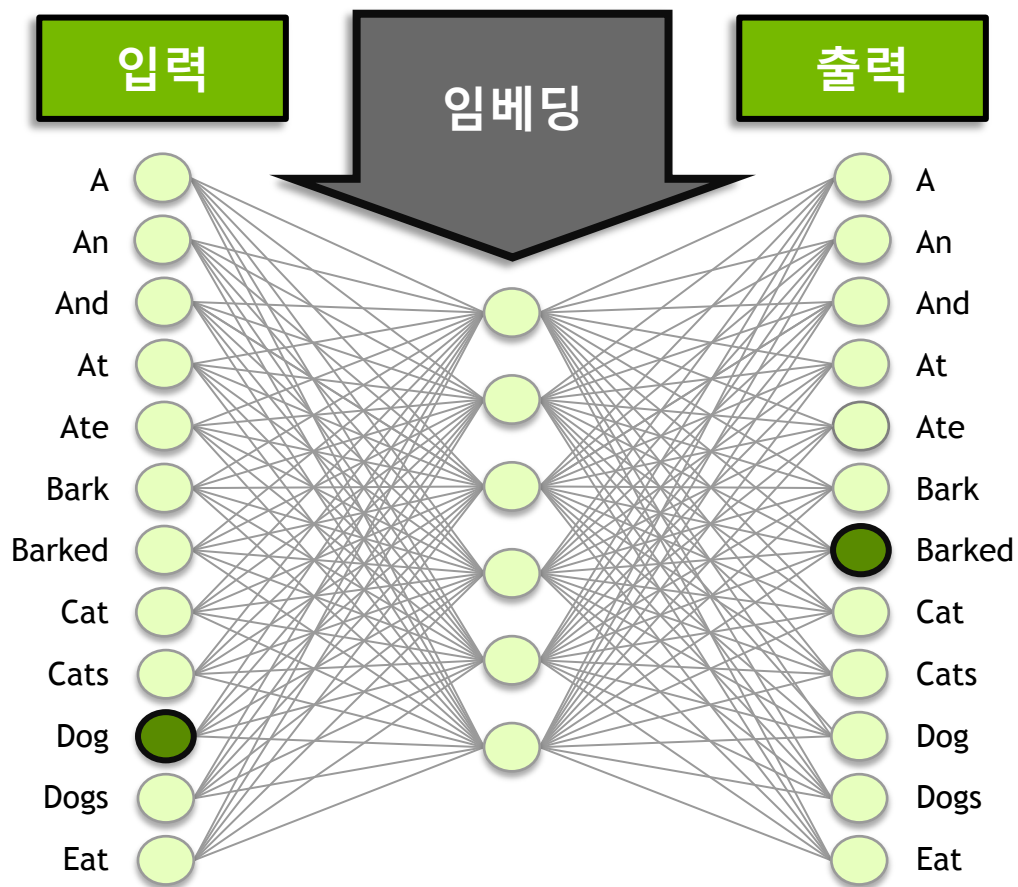 입력
임베딩
출력
A
An
And
At
Ate
Bark
Barked
Cat
Cats
Dog
Dogs
Eat
A
An
And
At
Ate
Bark
Barked
Cat
Cats
Dog
Dogs
Eat